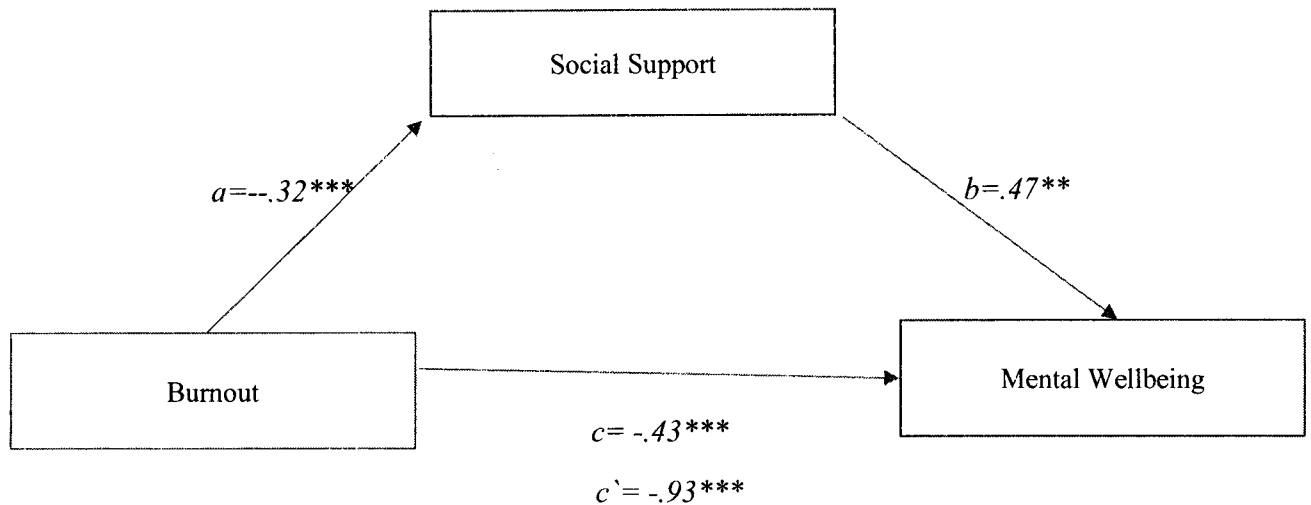 Social Support
a=--.32***
b=.47**
Burnout
Mental Wellbeing
c= -.43***
c`= -.93***